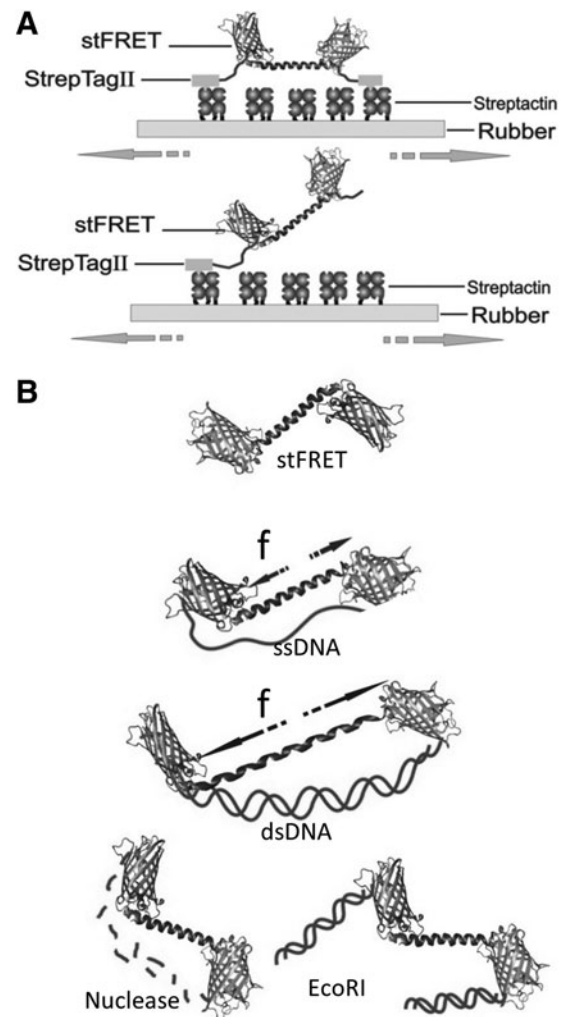 A
stFRET
StrepTagII
Streptactin
Rubber
stFRET
StrepTagII
Streptactin
Rubber
B
stFRET
f
ssDNA
f
dsDNA
Nuclease
EcoRI